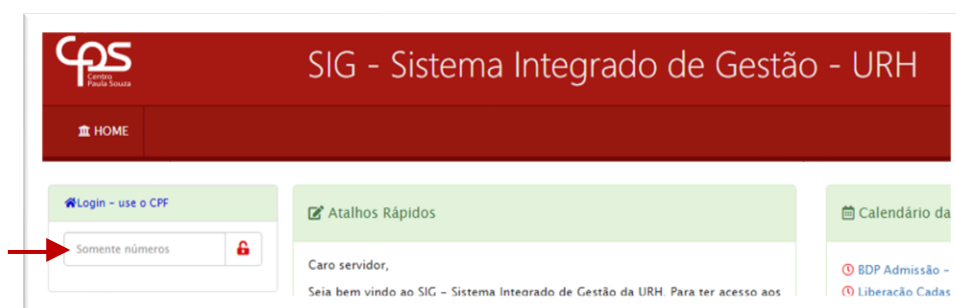 CPS
Centro
Paula Souza
SIG - Sistema Integrado de Gestão - URH
HOME
Login - use o CPF
Somente números
Atalhos Rápidos
Caro servidor,
Seja bem vindo ao SIG - Sistema Integrado de Gestão da URH. Para ter acesso aos
Calendário da
BDP Admissão -
Liberação Cadas